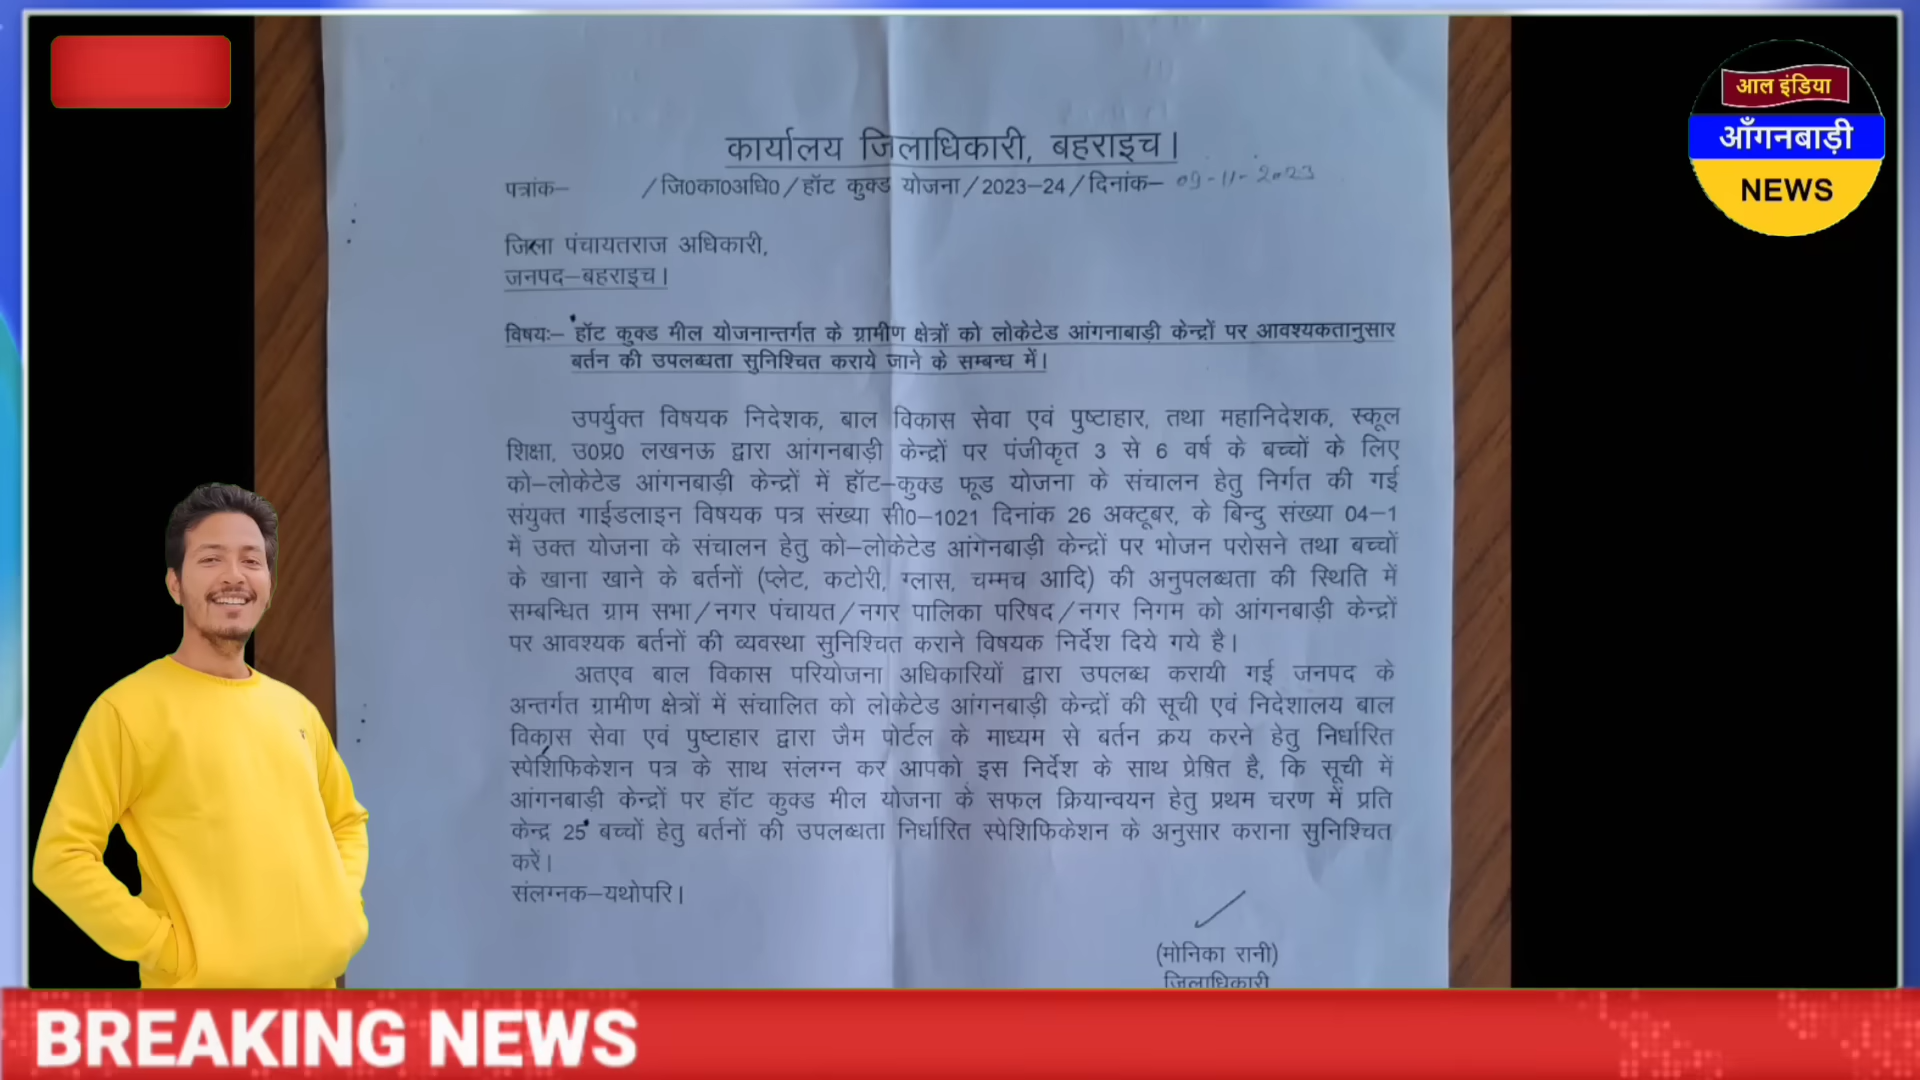 कार्यालय जिलाधिकारी, बहराइच।
पत्रांक– /जि0का0अधि0/हॉट कुक्ड योजना/2023–24/दिनांक– 09-11-2023
जिला पंचायतराज अधिकारी,
जनपद–बहराइच।
विषयः– हॉट कुक्ड मील योजनान्तर्गत के ग्रामीण क्षेत्रों को लोकेटेड आंगनाबाड़ी केन्द्रों पर आवश्यकतानुसार
बर्तन की उपलब्धता सुनिश्चित कराये जाने के सम्बन्ध में।
उपर्युक्त विषयक निदेशक, बाल विकास सेवा एवं पुष्टाहार, तथा महानिदेशक, स्कूल
शिक्षा, उ0प्र0 लखनऊ द्वारा आंगनबाड़ी केन्द्रों पर पंजीकृत 3 से 6 वर्ष के बच्चों के लिए
को–लोकेटेड आंगनबाड़ी केन्द्रों में हॉट–कुक्ड फूड योजना के संचालन हेतु निर्गत की गई
संयुक्त गाईडलाइन विषयक पत्र संख्या सी0–1021 दिनांक 26 अक्टूबर, के बिन्दु संख्या 04–1
में उक्त योजना के संचालन हेतु को–लोकेटेड आंगेनबाड़ी केन्द्रों पर भोजन परोसने तथा बच्चों
के खाना खाने के बर्तनों (प्लेट, कटोरी, ग्लास, चम्मच आदि) की अनुपलब्धता की स्थिति में
सम्बन्धित ग्राम सभा/नगर पंचायत/नगर पालिका परिषद/नगर निगम को आंगनबाड़ी केन्द्रों
पर आवश्यक बर्तनों की व्यवस्था सुनिश्चित कराने विषयक निर्देश दिये गये है।
अतएव बाल विकास परियोजना अधिकारियों द्वारा उपलब्ध करायी गई जनपद के
अन्तर्गत ग्रामीण क्षेत्रों में संचालित को लोकेटेड आंगनबाड़ी केन्द्रों की सूची एवं निदेशालय बाल
विकास सेवा एवं पुष्टाहार द्वारा जैम पोर्टल के माध्यम से बर्तन क्रय करने हेतु निर्धारित
स्पेशिफिकेशन पत्र के साथ संलग्न कर आपको इस निर्देश के साथ प्रेषित है, कि सूची में
आंगनबाड़ी केन्द्रों पर हॉट कुक्ड मील योजना के सफल क्रियान्वयन हेतु प्रथम चरण में प्रति
केन्द्र 25 बच्चों हेतु बर्तनों की उपलब्धता निर्धारित स्पेशिफिकेशन के अनुसार कराना सुनिश्चित
करें।
संलग्नक–यथोपरि।
(मोनिका रानी)
जिलाधिकारी
आल इंडिया
आँगनबाड़ी
NEWS
BREAKING NEWS